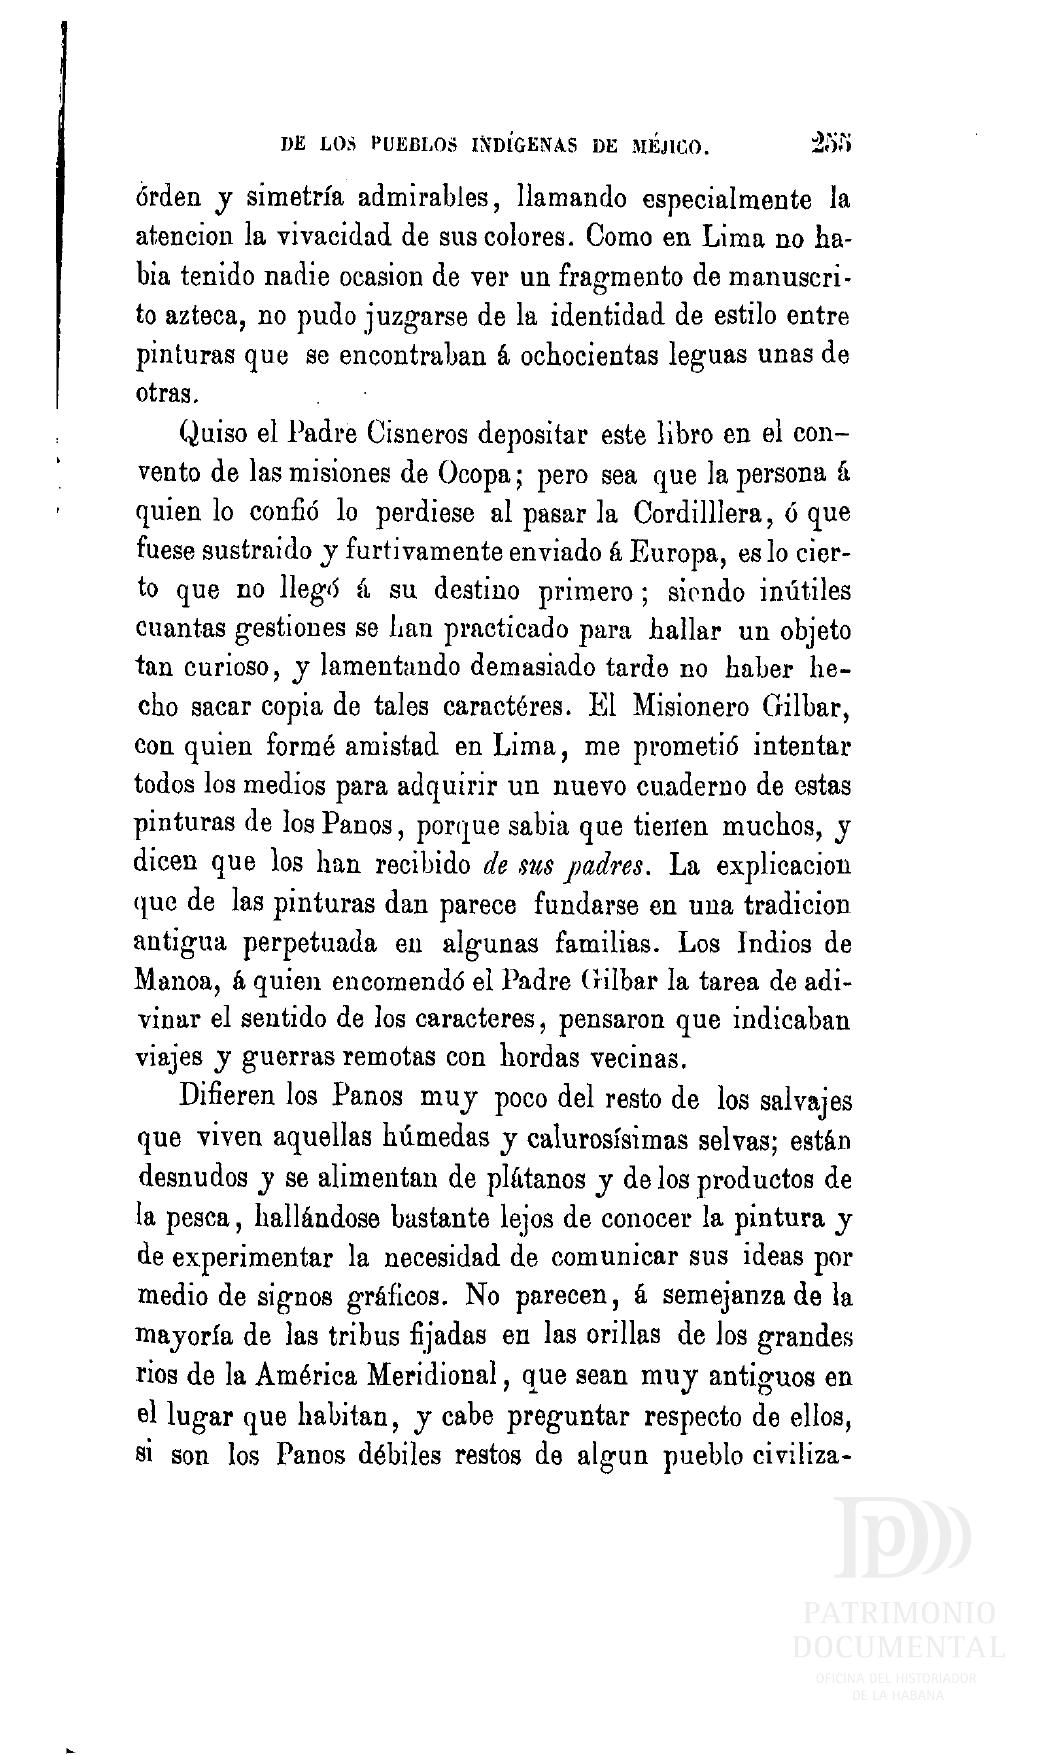 DE LOS PUEBLOS INDÍGENAS DE MÉJICO. 255
órden y simetría admirables, llamando especialmente la
atencion la vivacidad de sus colores. Como en Lima no ha-
bia tenido nadie ocasion de ver un fragmento de manuscri-
to azteca, no pudo juzgarse de la identidad de estilo entre
pinturas que se encontraban á ochocientas leguas unas de
otras.
Quiso el Padre Cisneros depositar este libro en el con-
vento de las misiones de Ocopa; pero sea que la persona á
quien lo confió lo perdiese al pasar la Cordilllera, ó que
fuese sustraido y furtivamente enviado á Europa, es lo cier-
to que no llegó á su destino primero; siendo inútiles
cuantas gestiones se han practicado para hallar un objeto
tan curioso, y lamentando demasiado tarde no haber he-
cho sacar copia de tales caractéres. El Misionero Gilbar,
con quien formé amistad en Lima, me prometió intentar
todos los medios para adquirir un nuevo cuaderno de estas
pinturas de los Panos, porque sabia que tienen muchos, y
dicen que los han recibido de sus padres. La explicacion
que de las pinturas dan parece fundarse en una tradicion
antigua perpetuada en algunas familias. Los Indios de
Manoa, á quien encomendó el Padre Gilbar la tarea de adi-
vinar el sentido de los caracteres, pensaron que indicaban
viajes y guerras remotas con hordas vecinas.
Difieren los Panos muy poco del resto de los salvajes
que viven aquellas húmedas y calurosísimas selvas; están
desnudos y se alimentan de plátanos y de los productos de
la pesca, hallándose bastante lejos de conocer la pintura y
de experimentar la necesidad de comunicar sus ideas por
medio de signos gráficos. No parecen, á semejanza de la
mayoría de las tribus fijadas en las orillas de los grandes
rios de la América Meridional, que sean muy antiguos en
el lugar que habitan, y cabe preguntar respecto de ellos,
si son los Panos débiles restos de algun pueblo civiliza-
PATRIMONIO
DOCUMENTAL
OFICINA DEL HISTORIADOR
DE LA HABANA